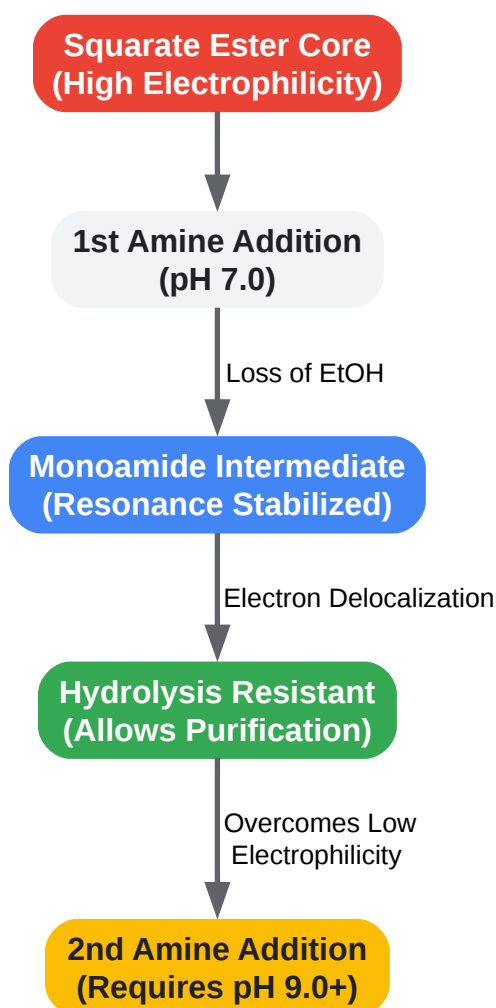 Squarate Ester Core
(High Electrophilicity)
1st Amine Addition
(pH 7.0)
Loss of EtOH
Monoamide Intermediate
(Resonance Stabilized)
Electron Delocalization
Hydrolysis Resistant
(Allows Purification)
Overcomes Low
Electrophilicity
2nd Amine Addition
(Requires pH 9.0+)